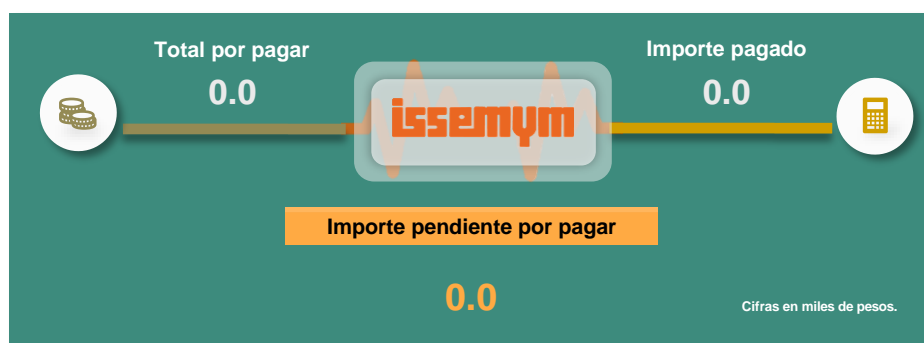 Total por pagar
0.0
issemym
Importe pagado
0.0
Importe pendiente por pagar
0.0
Cifras en miles de pesos.